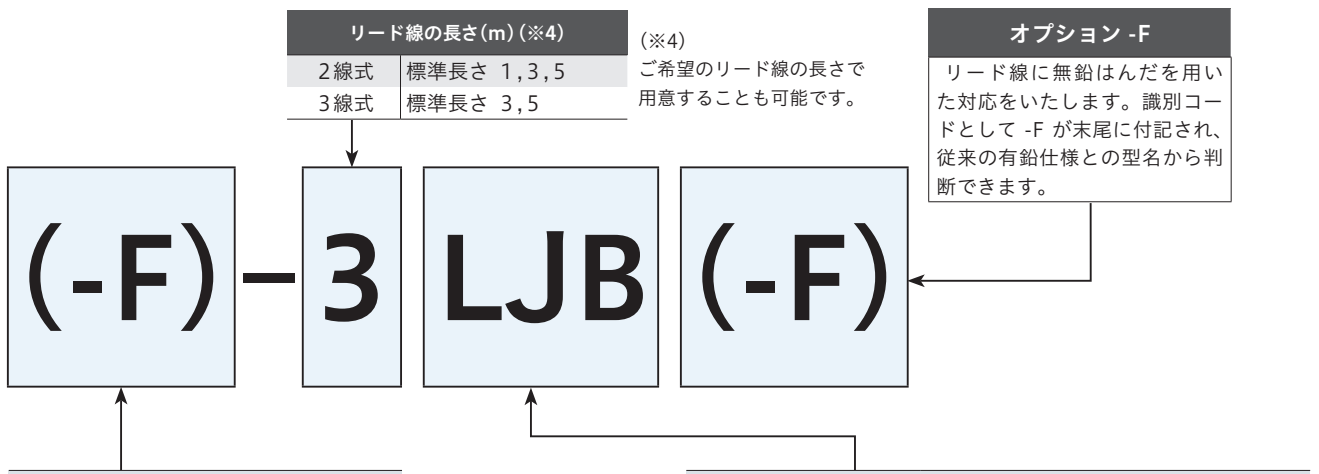 リード線の長さ(m)(※4)
2線式 標準長さ 1,3,5
3線式 標準長さ 3,5
(※4)
ご希望のリード線の長さで
用意することも可能です。
オプション -F
リード線に無鉛はんだを用い
た対応をいたします。識別コー
ドとして -F が末尾に付記され、
従来の有鉛仕様との型名から判
断できます。
(-F)-3 LJB (-F)